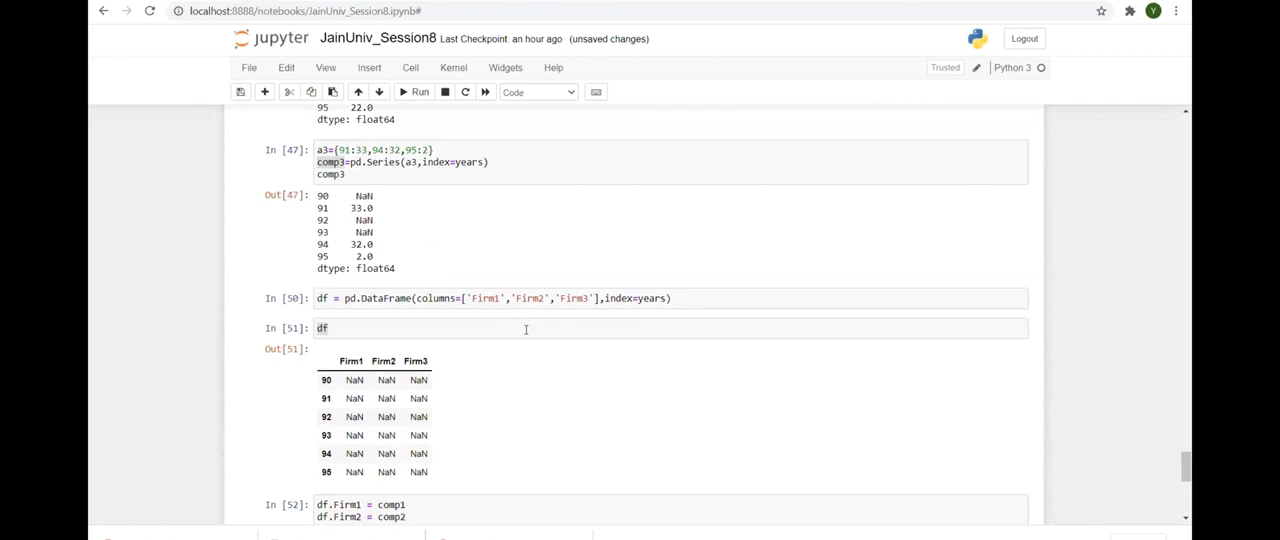 localhost:8888/notebooks/JainUniv_Session8.ipynb#
Y
jupyter JainUniv_Session8 Last Checkpoint: an hour ago (unsaved changes)
Logout
File Edit View Insert Cell Kernel Widgets Help
Trusted Python 3
Run Code
95 22.0
dtype: float64
In [47]: a3={91:33,94:32,95:2}
comp3=pd.Series(a3,index=years)
comp3
Out[47]: 90 NaN
91 33.0
92 NaN
93 NaN
94 32.0
95 2.0
dtype: float64
In [50]: df = pd.DataFrame(columns=['Firm1','Firm2','Firm3'],index=years)
In [51]: df
Out[51]:
Firm1 Firm2 Firm3
90 NaN NaN NaN
91 NaN NaN NaN
92 NaN NaN NaN
93 NaN NaN NaN
94 NaN NaN NaN
95 NaN NaN NaN
In [52]: df.Firm1 = comp1
df.Firm2 = comp2